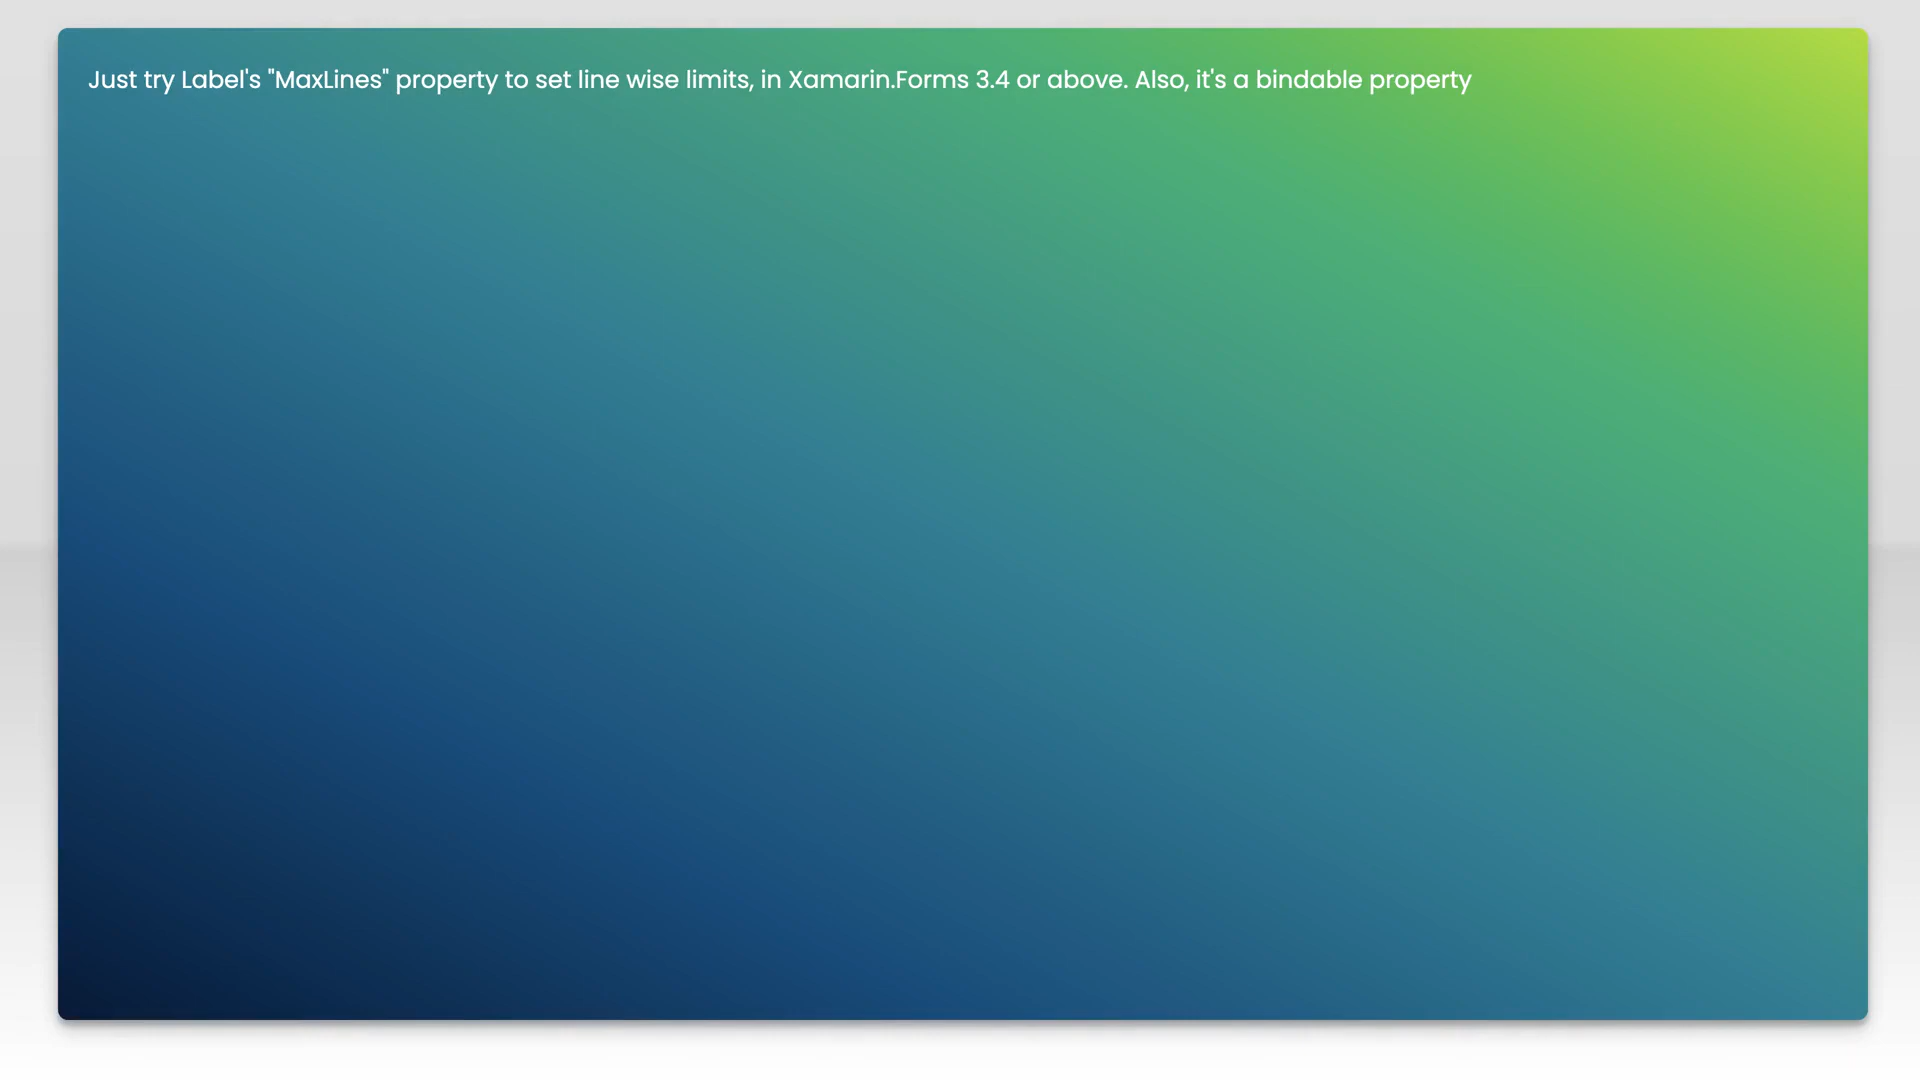 Just try Label's "MaxLines" property to set line wise limits, in Xamarin.Forms 3.4 or above. Also, it's a bindable property